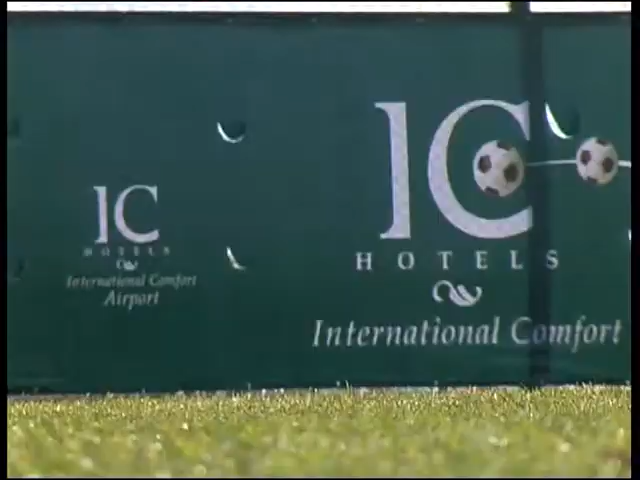 IC
HOTELS
International Comfort
Airport
IC
HOTELS
International Comfort